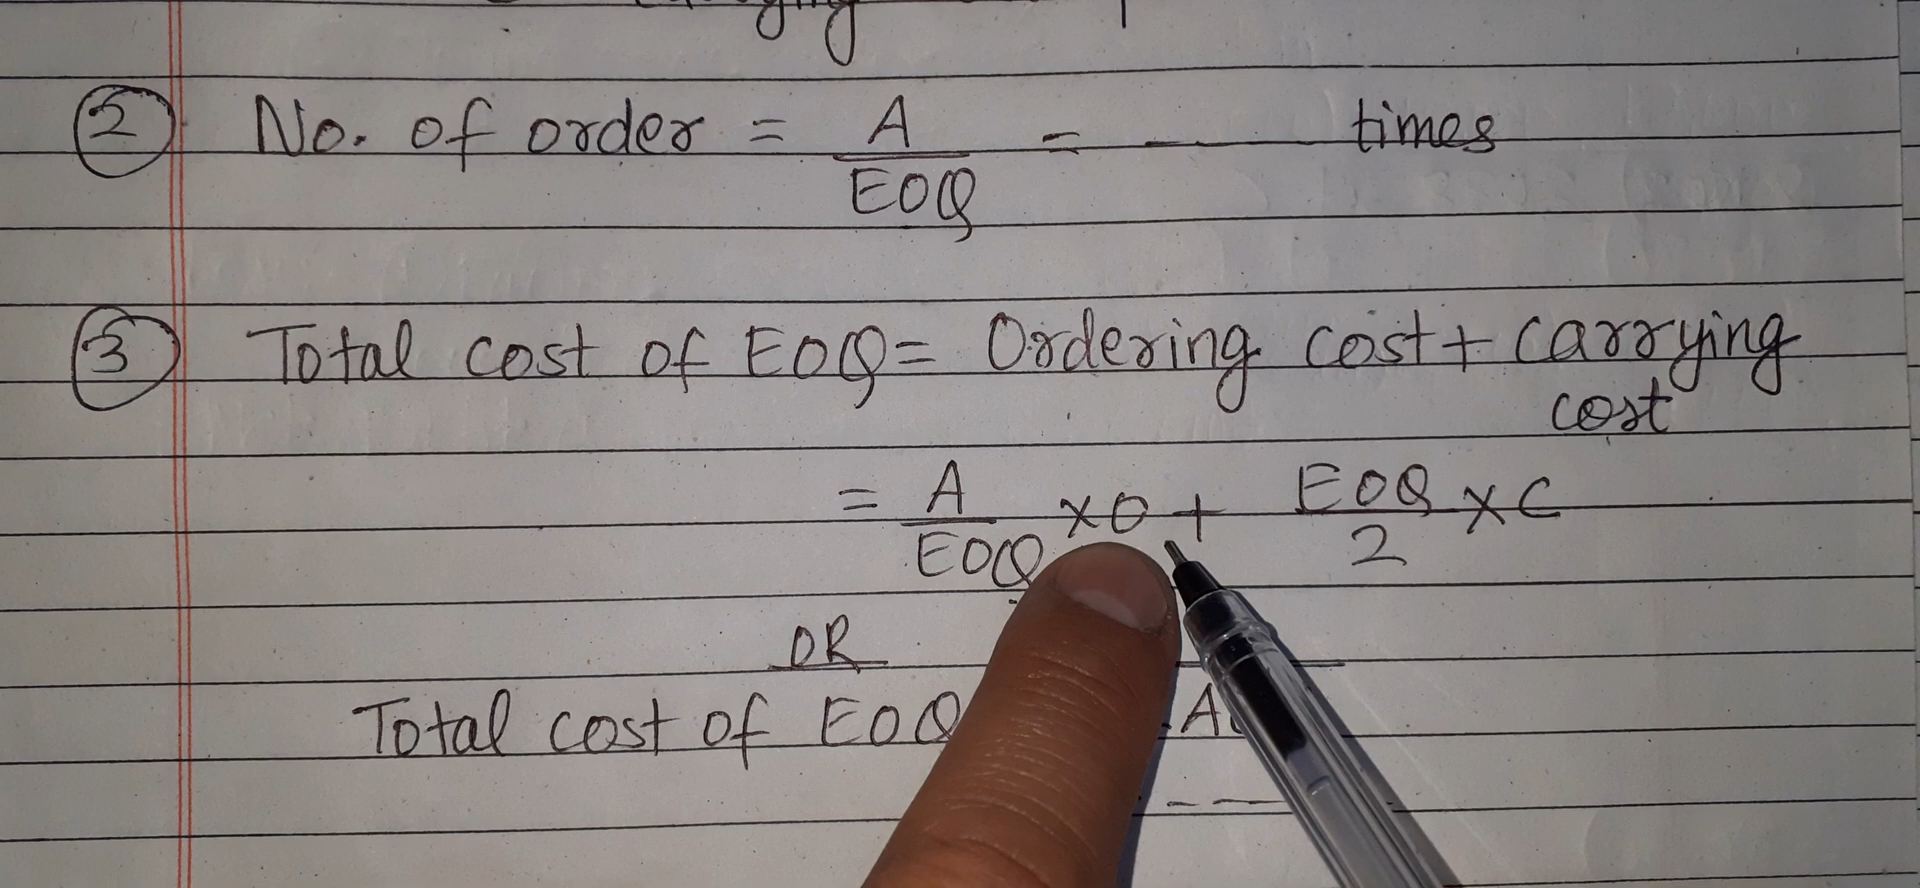 ② No. of order = A / EOQ = - times
③ Total cost of EOQ = Ordering cost + carrying
cost
= A / EOQ × O + EOQ / 2 × C
OR
Total cost of EOQ